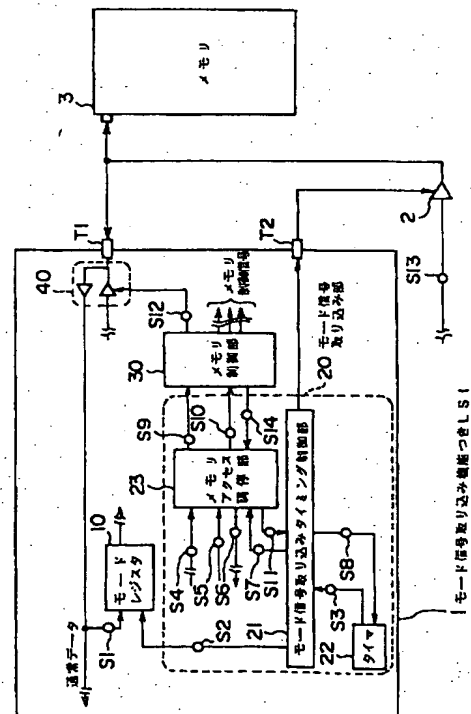 3
メモリ
T1
T2
2
S13
40
S12
メモリ
制御信号
モード信号
取り込み部
20
30
メモリ
制御部
S9
S10
S14
23
メモリ
アクセス
調停部
S4
S5
S6
S7
S11
10
モード
レジスタ
通常データ
S1
S2
21
モード信号取り込みタイミング制御部
S3
S8
22
タイマ
1 モード信号取り込み機能つきLSI